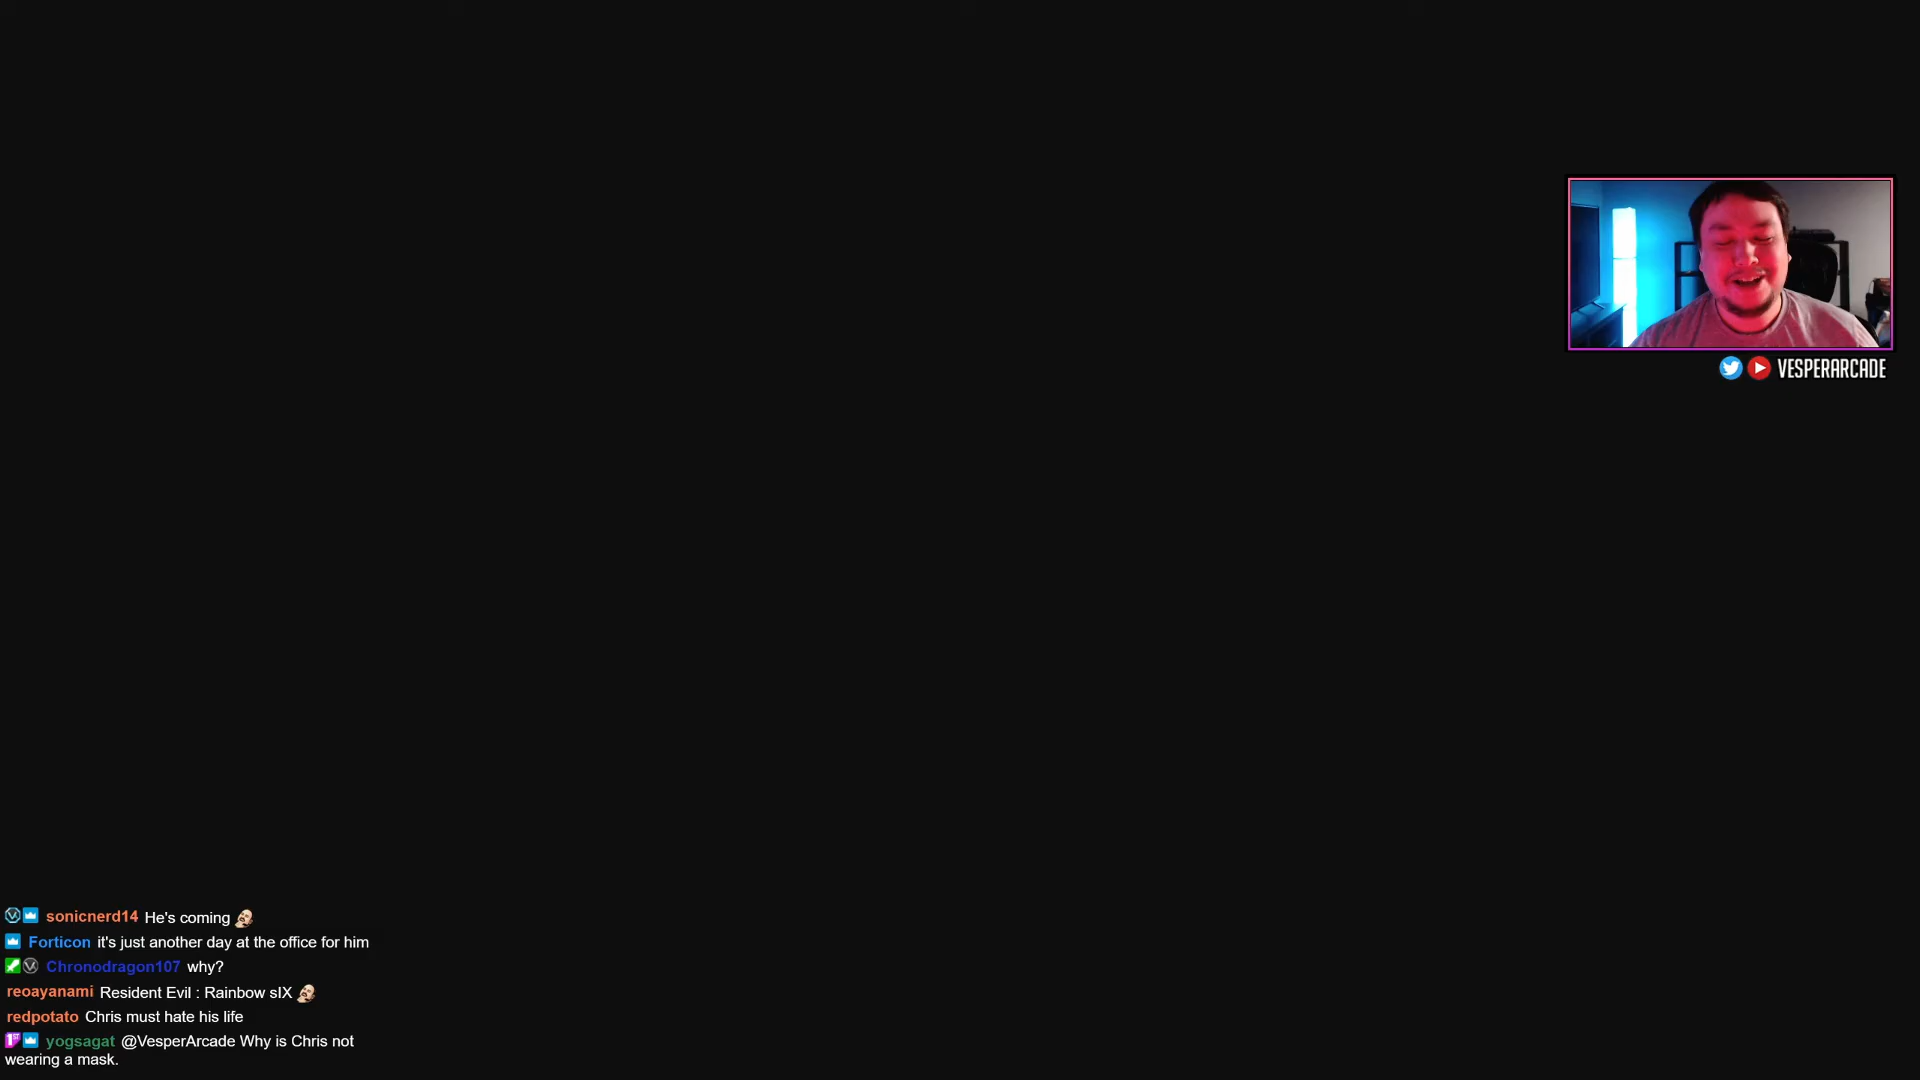 VESPERARCADE
sonicnerd14 He's coming
Forticon it's just another day at the office for him
Chronodragon107 why?
reoayanami Resident Evil : Rainbow sIX
redpotato Chris must hate his life
1ST yogsagat @VesperArcade Why is Chris not
wearing a mask.